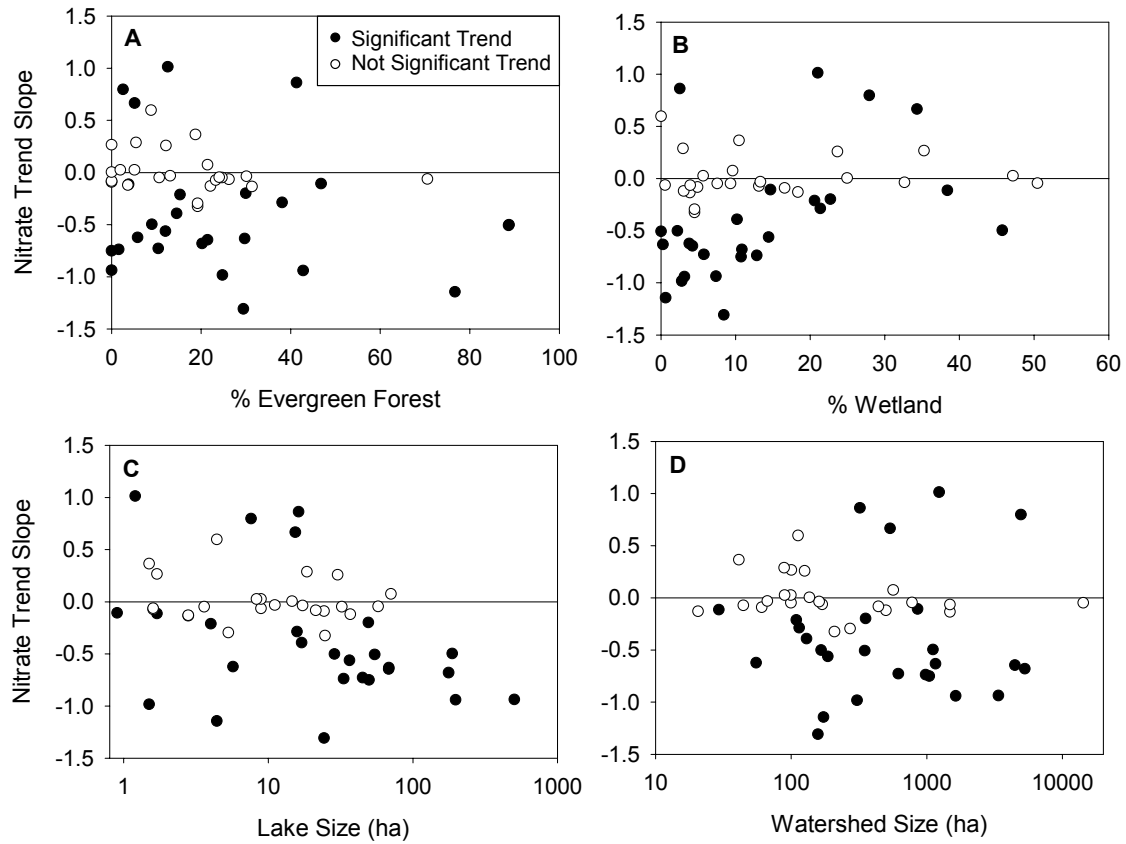 A
Significant Trend
Not Significant Trend
1.5
1.0
0.5
0.0
-0.5
-1.0
-1.5
0 20 40 60 80 100
% Evergreen Forest
Nitrate Trend Slope
B
1.5
1.0
0.5
0.0
-0.5
-1.0
-1.5
0 10 20 30 40 50 60
% Wetland
C
1.5
1.0
0.5
0.0
-0.5
-1.0
-1.5
1 10 100 1000
Lake Size (ha)
Nitrate Trend Slope
D
1.5
1.0
0.5
0.0
-0.5
-1.0
-1.5
10 100 1000 10000
Watershed Size (ha)